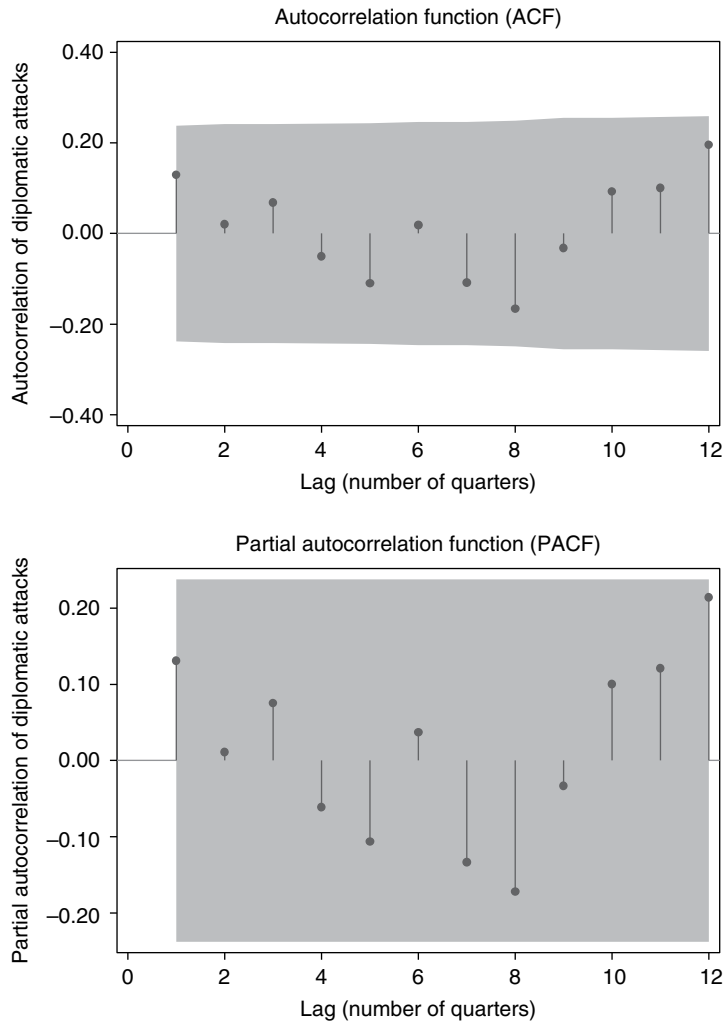 Autocorrelation function (ACF)
Autocorrelation of diplomatic attacks
0.40
0.20
0.00
–0.20
–0.40
0 2 4 6 8 10 12
Lag (number of quarters)
Partial autocorrelation function (PACF)
Partial autocorrelation of diplomatic attacks
0.20
0.10
0.00
–0.10
–0.20
0 2 4 6 8 10 12
Lag (number of quarters)